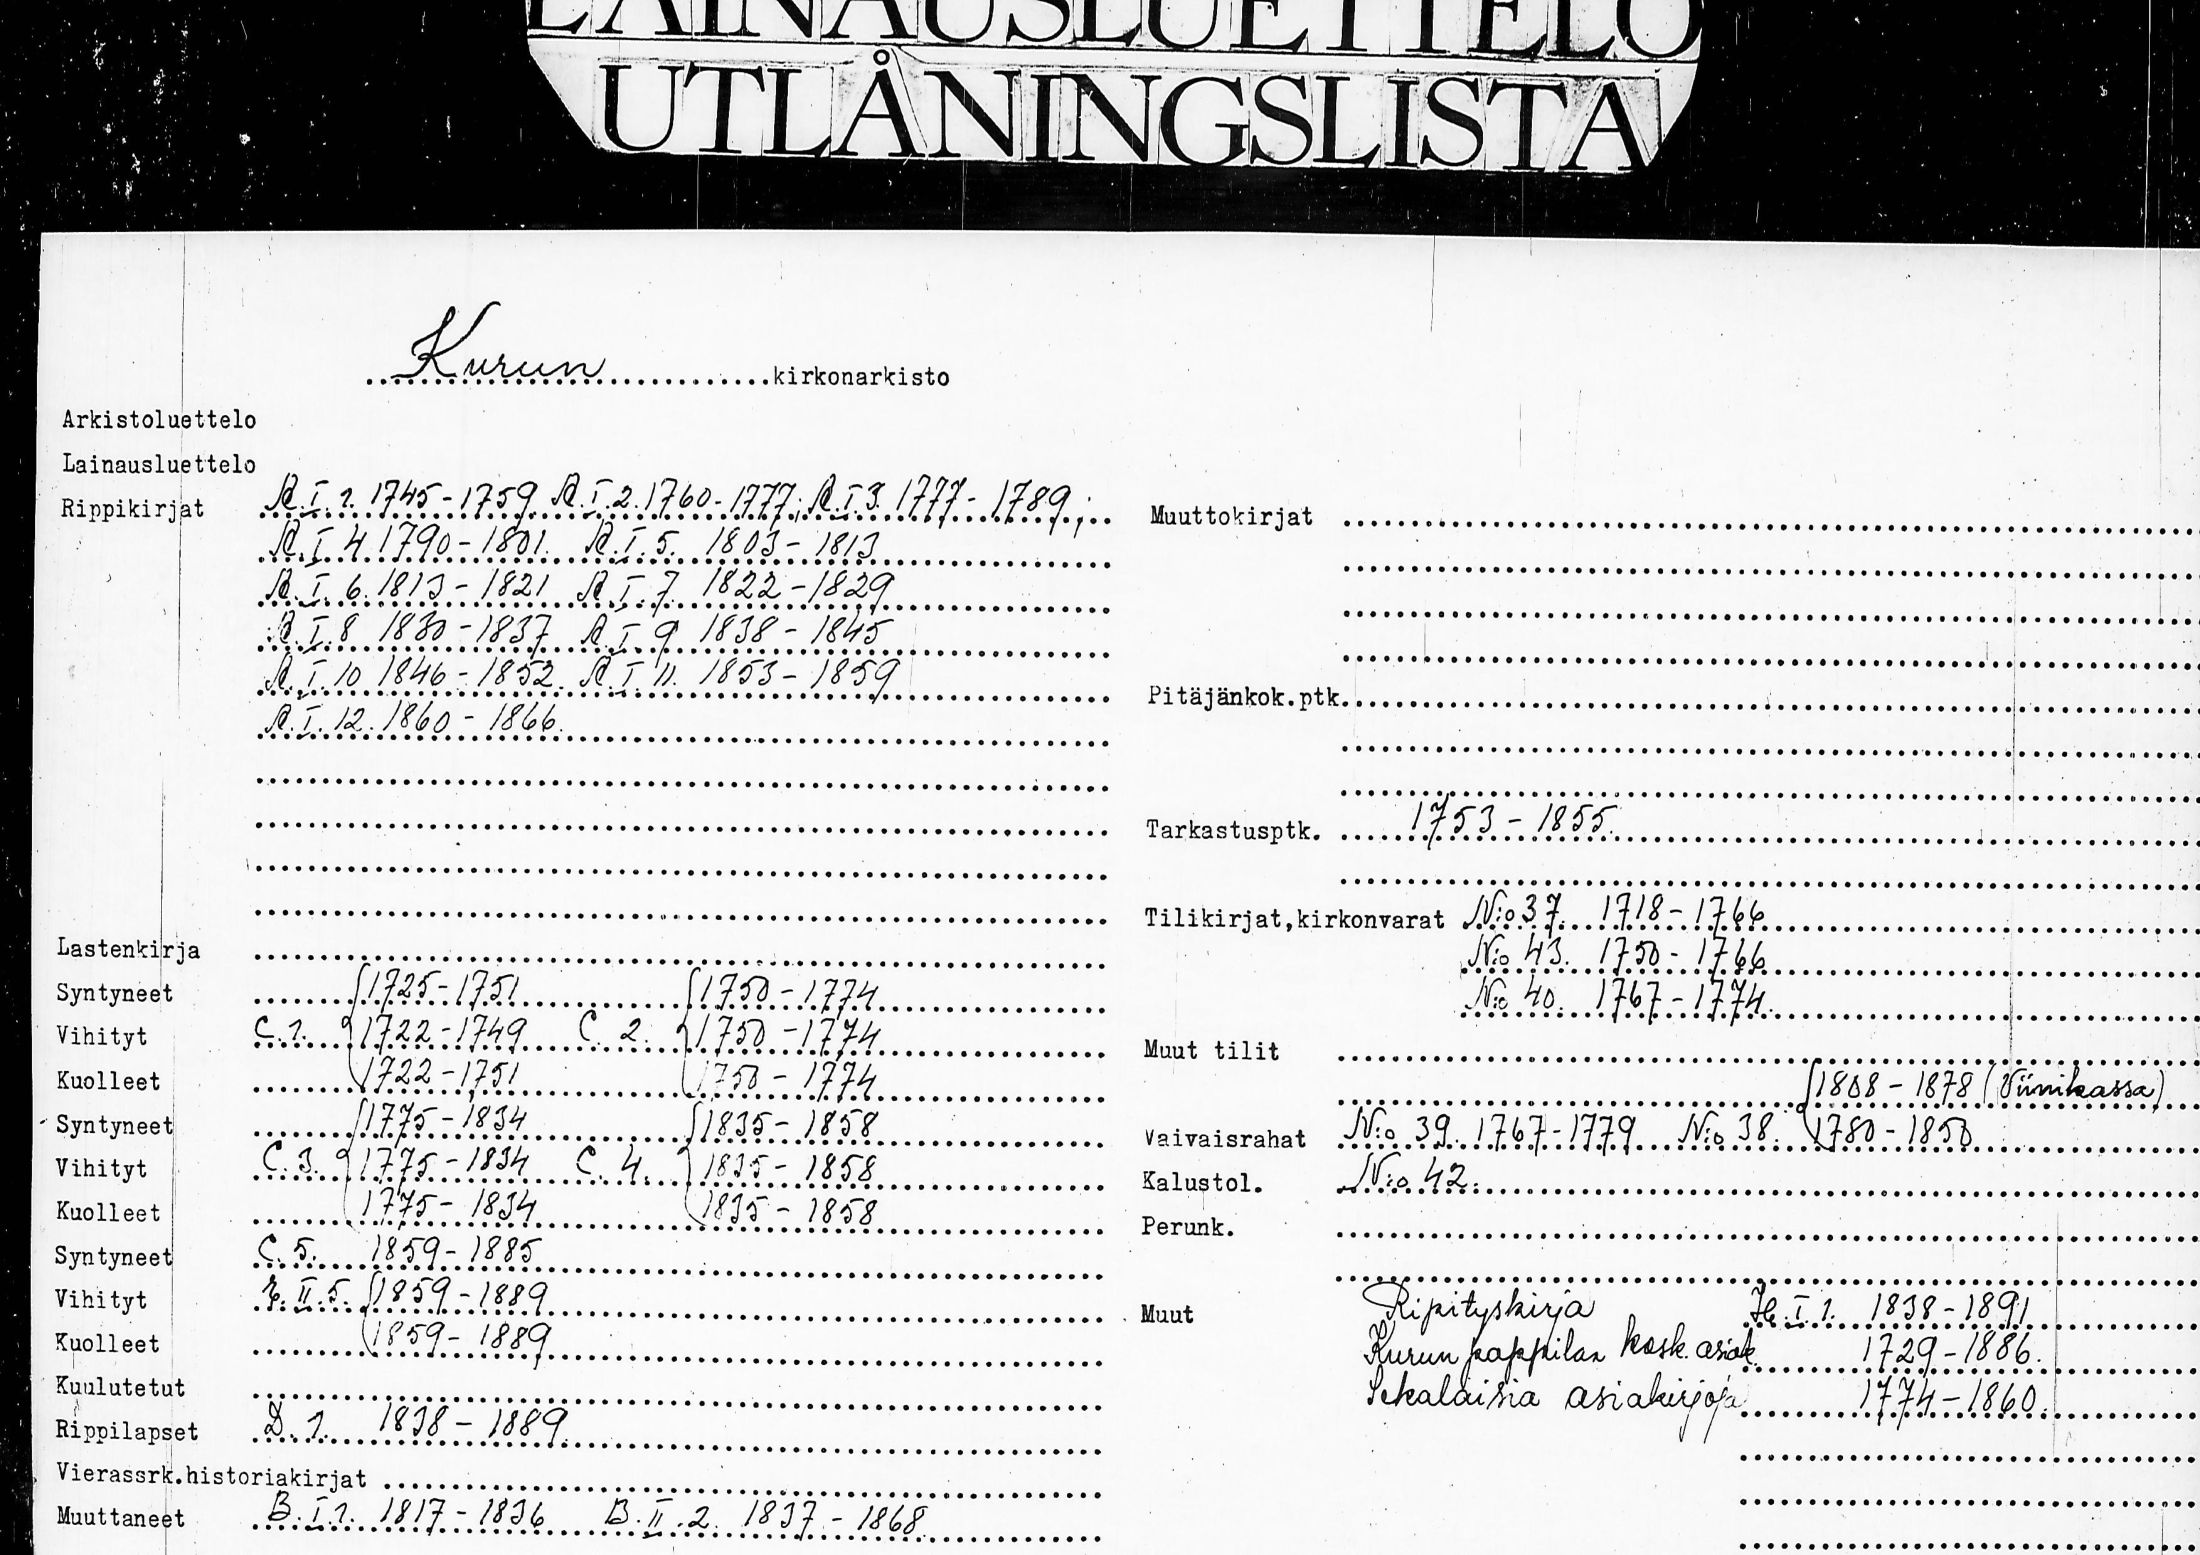 LAINAUSLUETTELO
UTLÅNINGSLISTA
Kurun kirkonarkisto
Arkistoluettelo
Lainausluettelo
Rippikirjat R.I.1. 1745-1759. R.I.2. 1760-1777; R.I.3. 1777-1789;
R.I.4 1790-1801. R.I.5. 1803-1813
R.I.6. 1813-1821 R.I.7. 1822-1829
R.I.8 1830-1837 R.I.9 1838-1845
R.I.10 1846-1852. R.I.11. 1853-1859
R.I.12. 1860-1866.
Lastenkirja
Syntyneet 1725-1751 1750-1774
Vihityt C.1. 1722-1749 C.2. 1750-1774
Kuolleet 1722-1751 1750-1774
Syntyneet 1775-1834 1835-1858
Vihityt C.3. 1775-1834 C.4. 1835-1858
Kuolleet 1775-1834 1835-1858
Syntyneet C.5. 1859-1885
Vihityt II.5. 1859-1889
Kuolleet 1859-1889
Kuulutetut
Rippilapset D.1. 1838-1889
Vierassrk.historiakirjat
Muuttaneet B.I.1. 1817-1836 B.II.2. 1837-1868
Muuttokirjat
Pitäjänkok.ptk.
Tarkastusptk. 1753-1855.
Tilikirjat,kirkonvarat N:o 37. 1718-1766
N:o 43. 1750-1766
N:o 40. 1767-1774.
Muut tilit
1808-1878 (Viinikassa)
Vaivaisrahat N:o 39. 1767-1779 N:o 38. 1780-1850
Kalustol. N:o 42.
Perunk.
Muut Ripityskirja I.1. 1838-1891
Kurun pappilan kosk. asiak. 1729-1886.
Sekalaisia asiakirjoja 1774-1860.